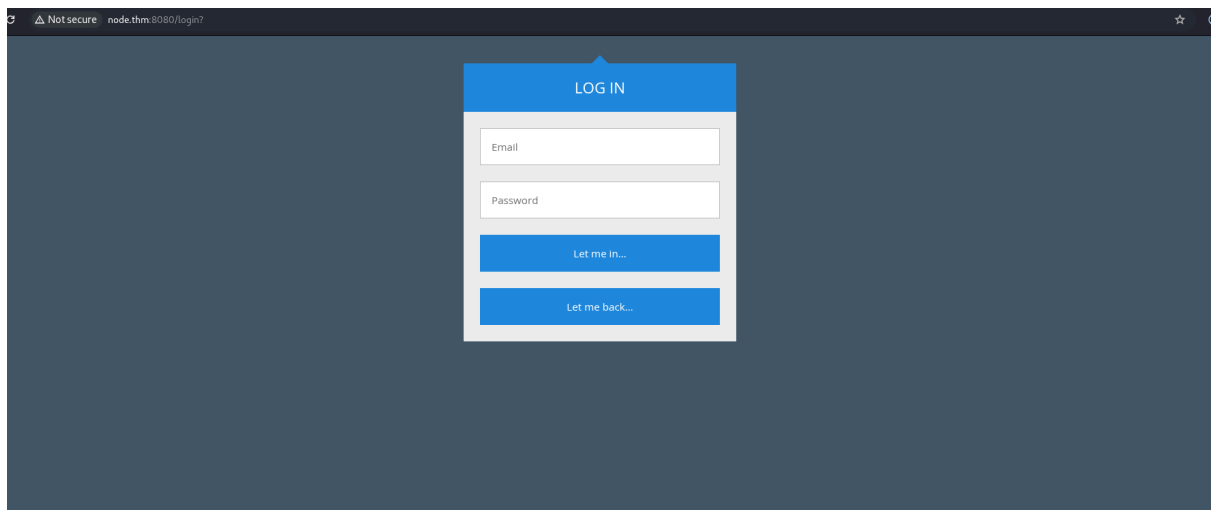 Not secure node.thm:8080/login?
LOG IN
Email
Password
Let me in...
Let me back...